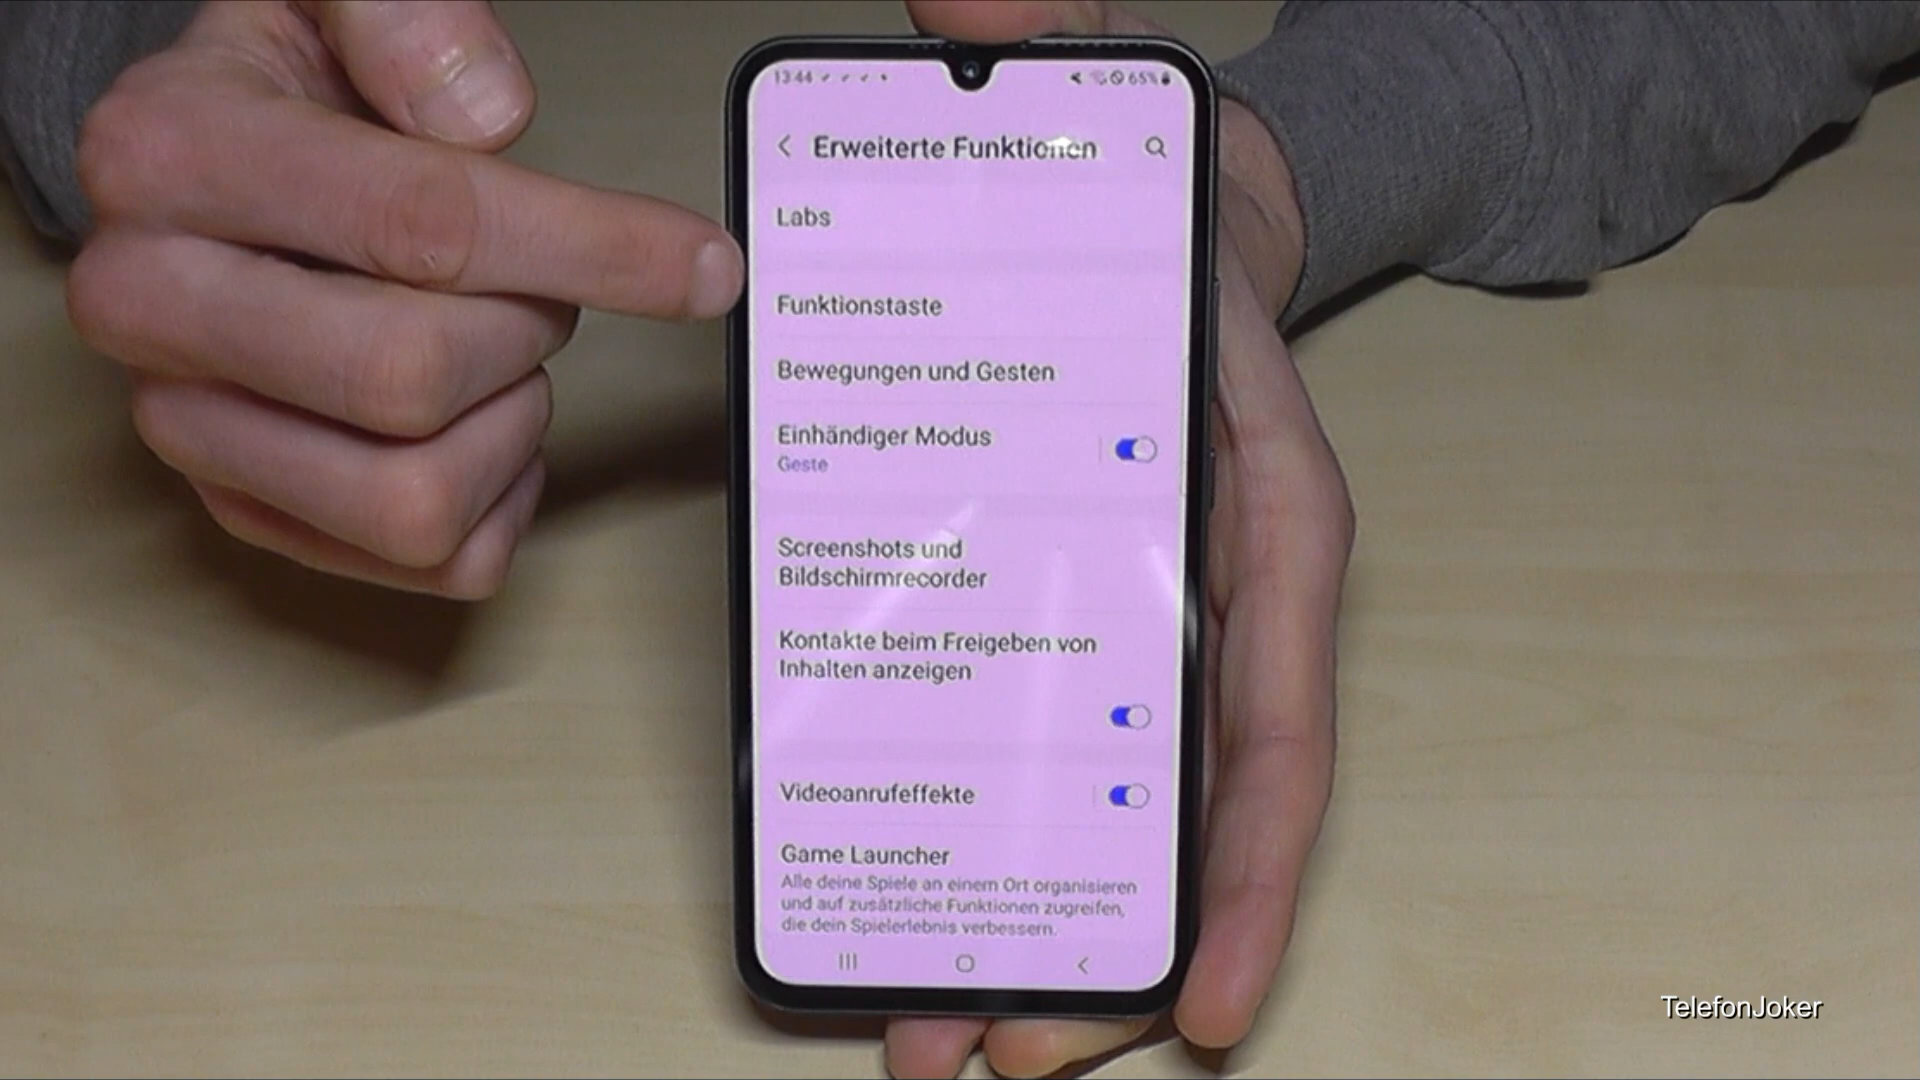 13:44
65%
Erweiterte Funktionen
Labs
Funktionstaste
Bewegungen und Gesten
Einhändiger Modus
Geste
Screenshots und
Bildschirmrecorder
Kontakte beim Freigeben von
Inhalten anzeigen
Videoanrufeffekte
Game Launcher
Alle deine Spiele an einem Ort organisieren
und auf zusätzliche Funktionen zugreifen,
die dein Spielerlebnis verbessern.
TelefonJoker